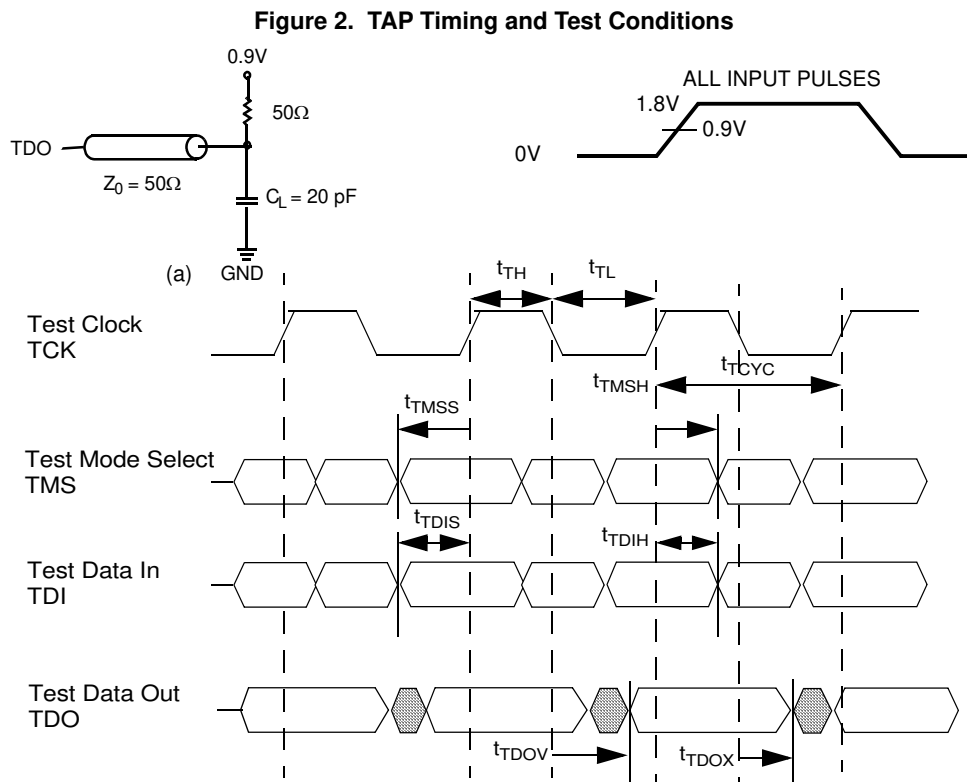 Figure 2. TAP Timing and Test Conditions
0.9V
50Ω
TDO
Z0 = 50Ω
CL = 20 pF
(a)
GND
ALL INPUT PULSES
1.8V
0.9V
0V
tTH
tTL
Test Clock
TCK
tTCYC
tTMSH
tTMSS
Test Mode Select
TMS
tTDIS
tTDIH
Test Data In
TDI
Test Data Out
TDO
tTDOV
tTDOX